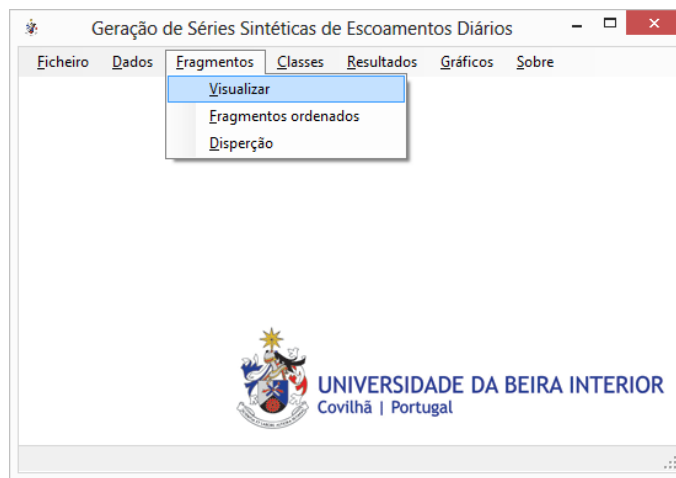 Geração de Séries Sintéticas de Escoamentos Diários
Ficheiro Dados Fragmentos Classes Resultados Gráficos Sobre
Visualizar
Fragmentos ordenados
Disperção
UNIVERSIDADE DA BEIRA INTERIOR
Covilhã | Portugal